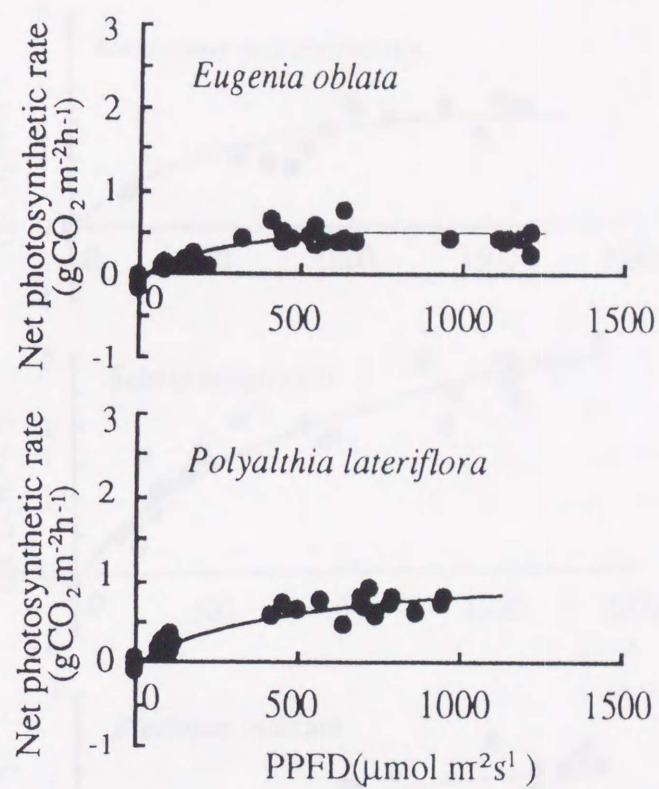 Net photosynthetic rate
(gCO₂ m⁻²h⁻¹)
3
Eugenia oblata
2
1
0
0 500 1000 1500
-1
Net photosynthetic rate
(gCO₂ m⁻²h⁻¹)
3
Polyalthia lateriflora
2
1
0
0 500 1000 1500
-1
PPFD(μmol m²s¹ )